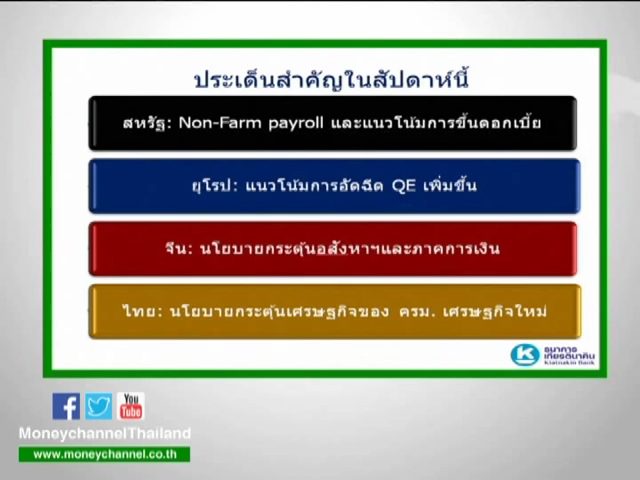 ประเด็นสำคัญในสัปดาห์นี้
สหรัฐ: Non-Farm payroll และแนวโน้มการขึ้นดอกเบี้ย
ยุโรป: แนวโน้มการอัดฉีด QE เพิ่มขึ้น
จีน: นโยบายกระตุ้นอสังหาฯและภาคการเงิน
ไทย: นโยบายกระตุ้นเศรษฐกิจของ ครม. เศรษฐกิจใหม่
ธนาคาร
เกียรตินาคิน
Kiatnakin Bank
You
Tube
MoneychannelThailand
www.moneychannel.co.th